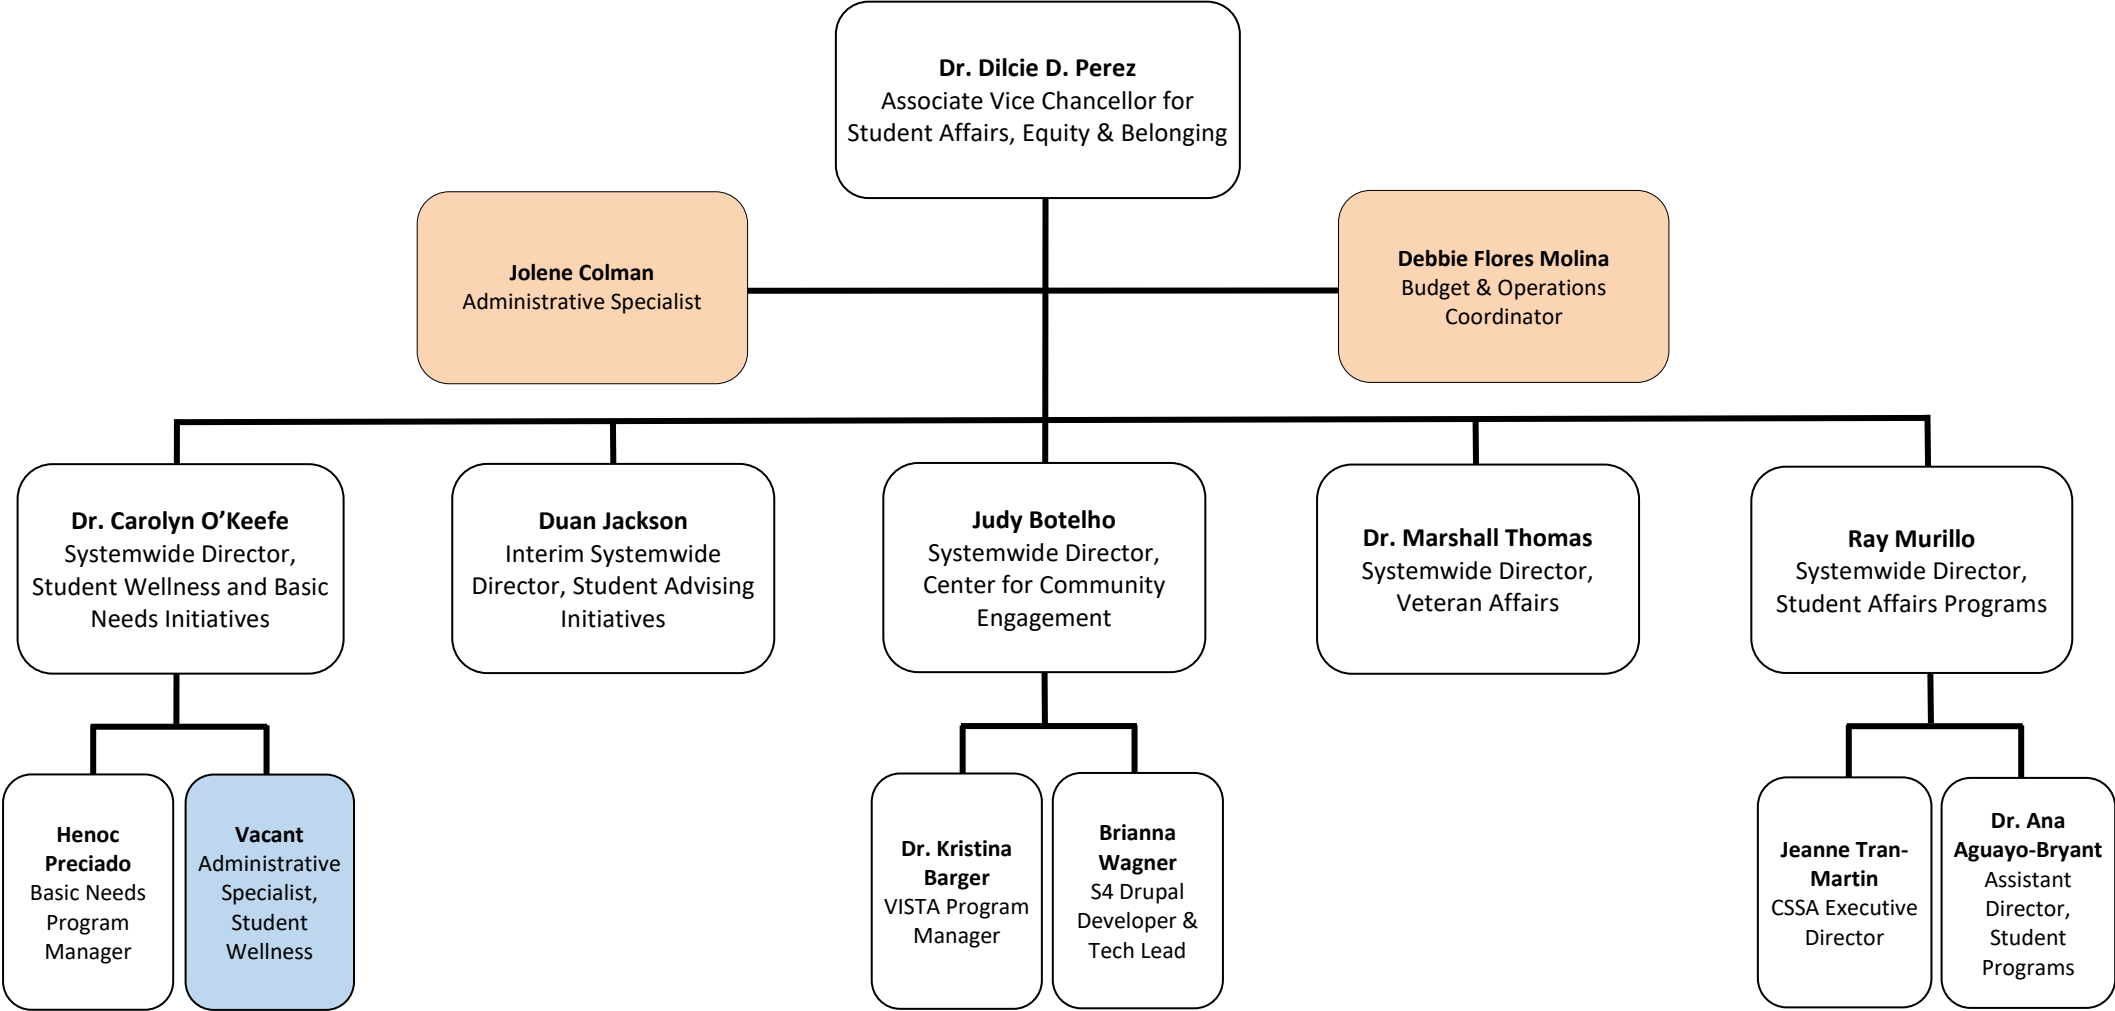 Dr. Dilcie D. Perez
Associate Vice Chancellor for
Student Affairs, Equity & Belonging
Jolene Colman
Administrative Specialist
Debbie Flores Molina
Budget & Operations
Coordinator
Dr. Carolyn O’Keefe
Systemwide Director,
Student Wellness and Basic
Needs Initiatives
Duan Jackson
Interim Systemwide
Director, Student Advising
Initiatives
Judy Botelho
Systemwide Director,
Center for Community
Engagement
Dr. Marshall Thomas
Systemwide Director,
Veteran Affairs
Ray Murillo
Systemwide Director,
Student Affairs Programs
Henoc
Preciado
Basic Needs
Program
Manager
Vacant
Administrative
Specialist,
Student
Wellness
Dr. Kristina
Barger
VISTA Program
Manager
Brianna
Wagner
S4 Drupal
Developer &
Tech Lead
Jeanne Tran-
Martin
CSSA Executive
Director
Dr. Ana
Aguayo-Bryant
Assistant
Director,
Student
Programs